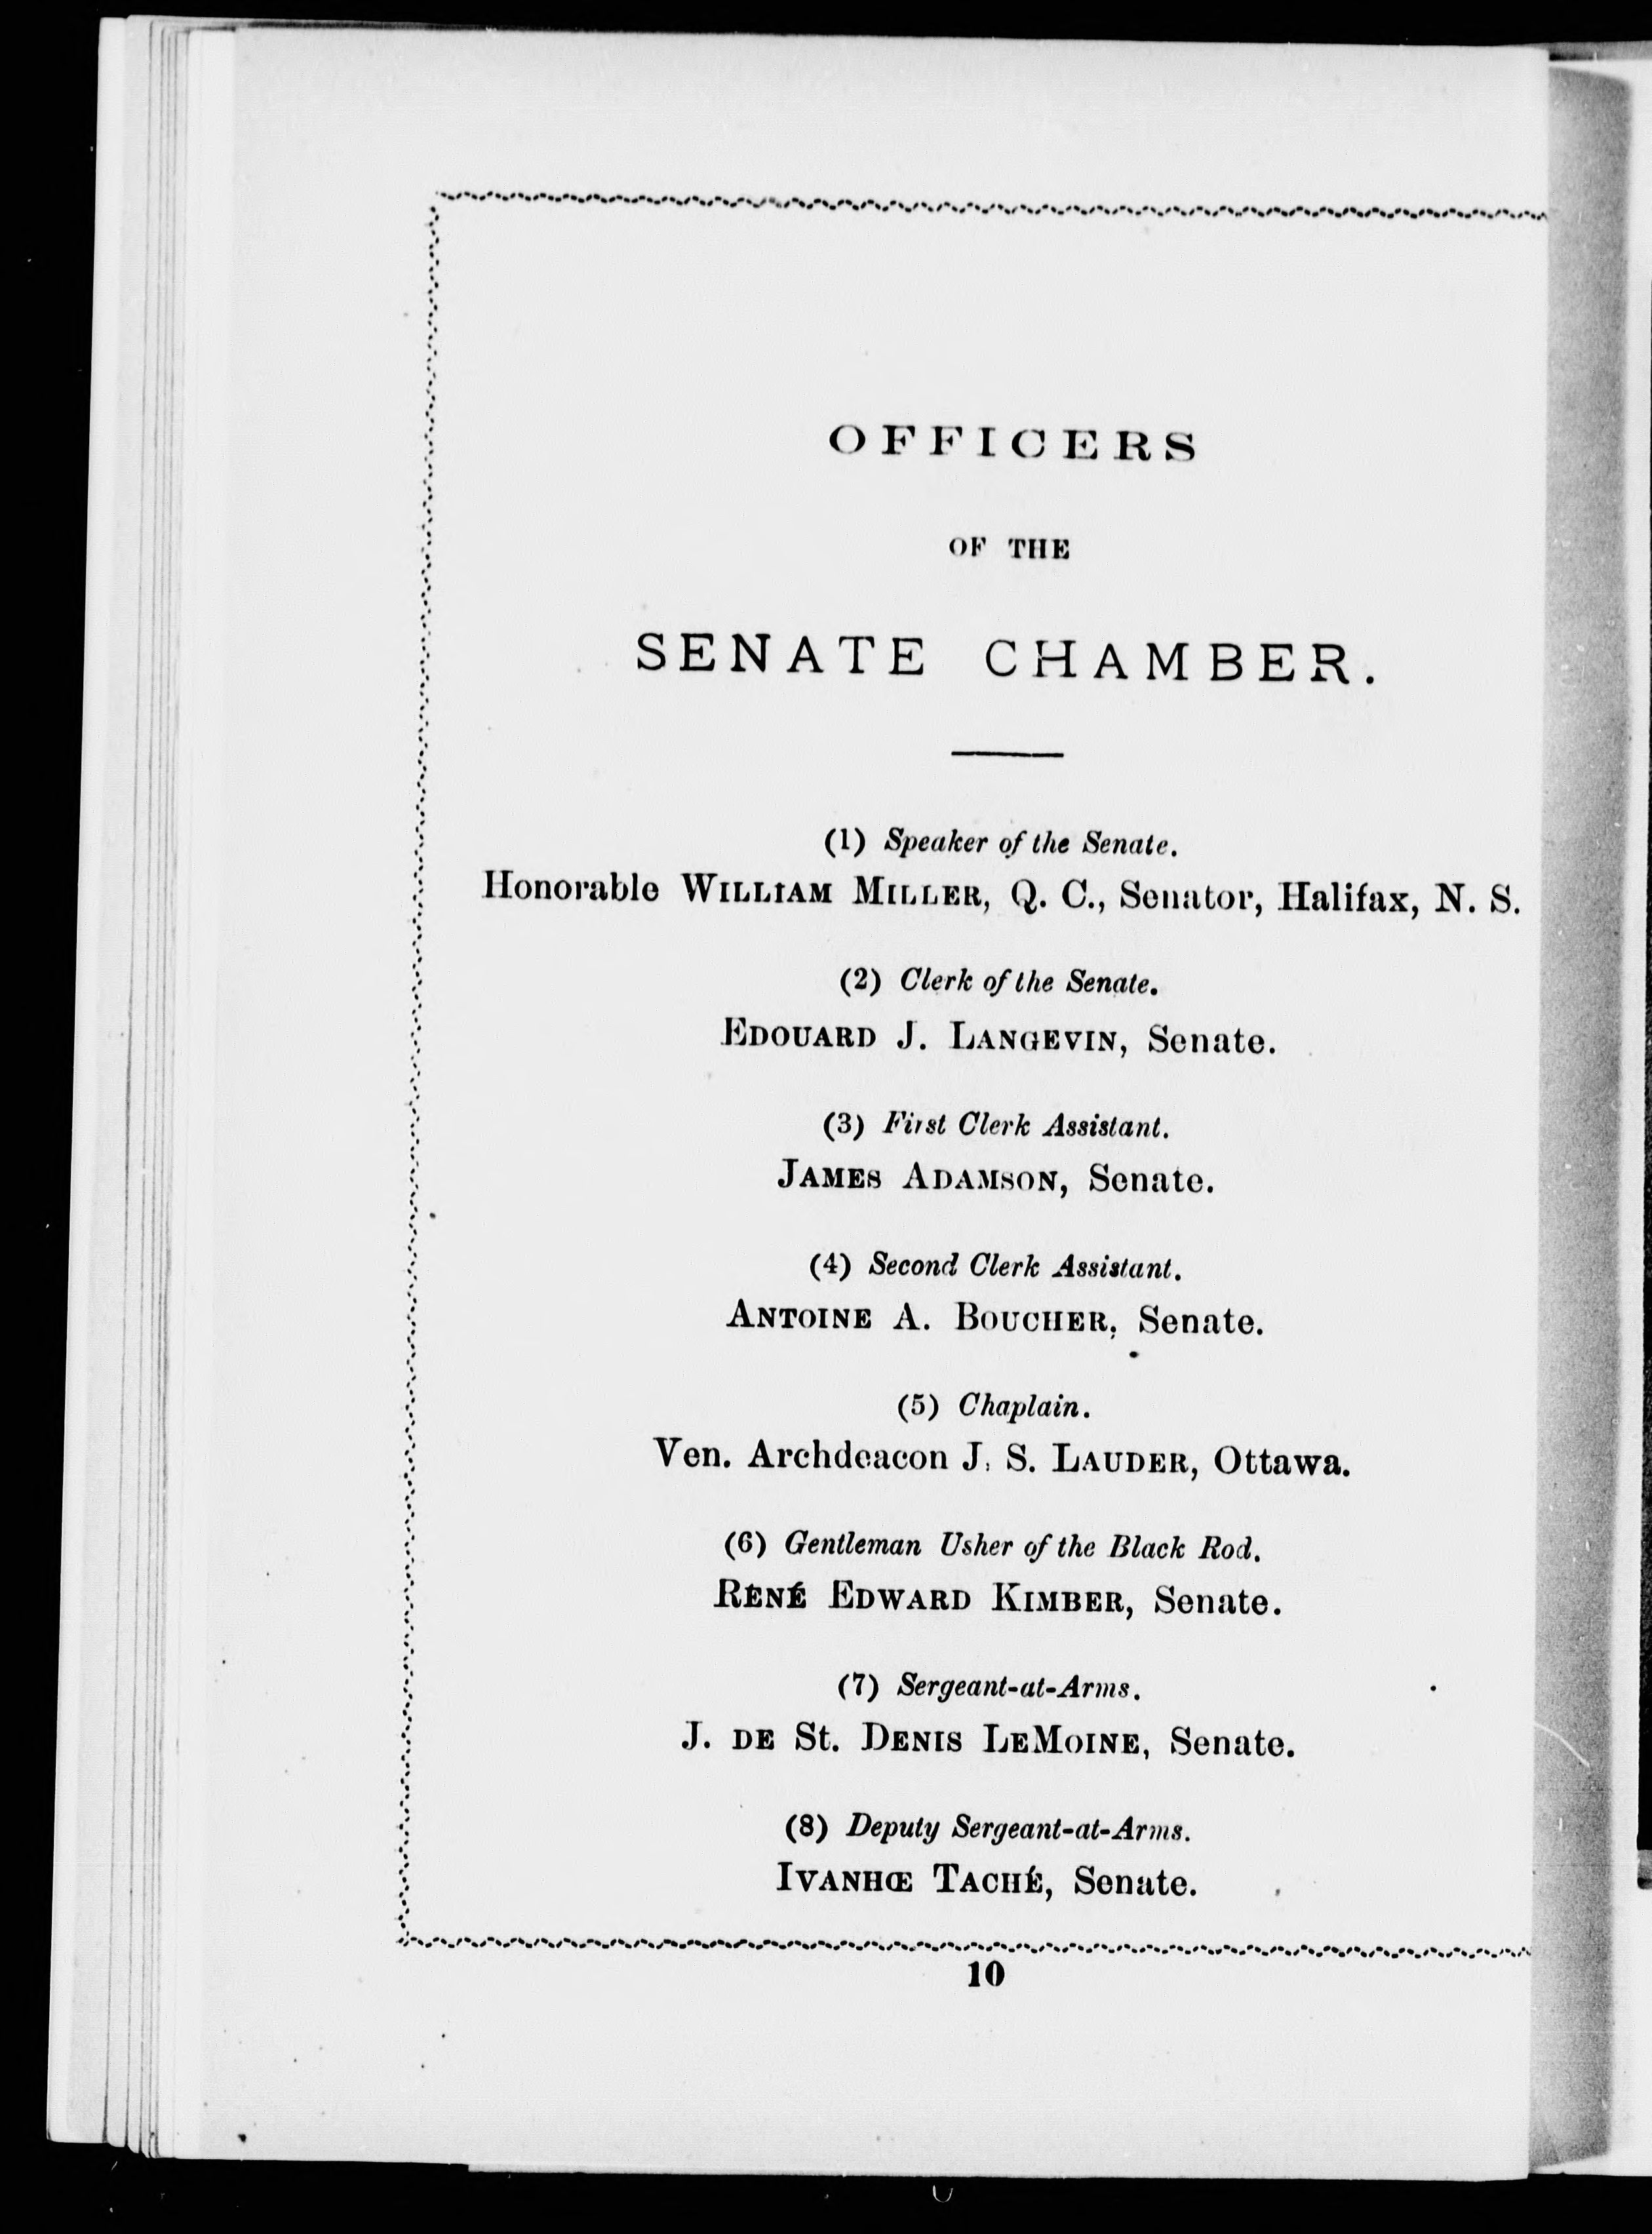 OFFICERS
OF THE
SENATE CHAMBER.
(1) Speaker of the Senate.
Honorable WILLIAM MILLER, Q. C., Senator, Halifax, N. S.
(2) Clerk of the Senate.
EDOUARD J. LANGEVIN, Senate.
(3) First Clerk Assistant.
JAMES ADAMSON, Senate.
(4) Second Clerk Assistant.
ANTOINE A. BOUCHER, Senate.
(5) Chaplain.
Ven. Archdeacon J. S. LAUDER, Ottawa.
(6) Gentleman Usher of the Black Rod.
RENÉ EDWARD KIMBER, Senate.
(7) Sergeant-at-Arms.
J. DE St. DENIS LEMOINE, Senate.
(8) Deputy Sergeant-at-Arms.
IVANHŒ TACHÉ, Senate.
10